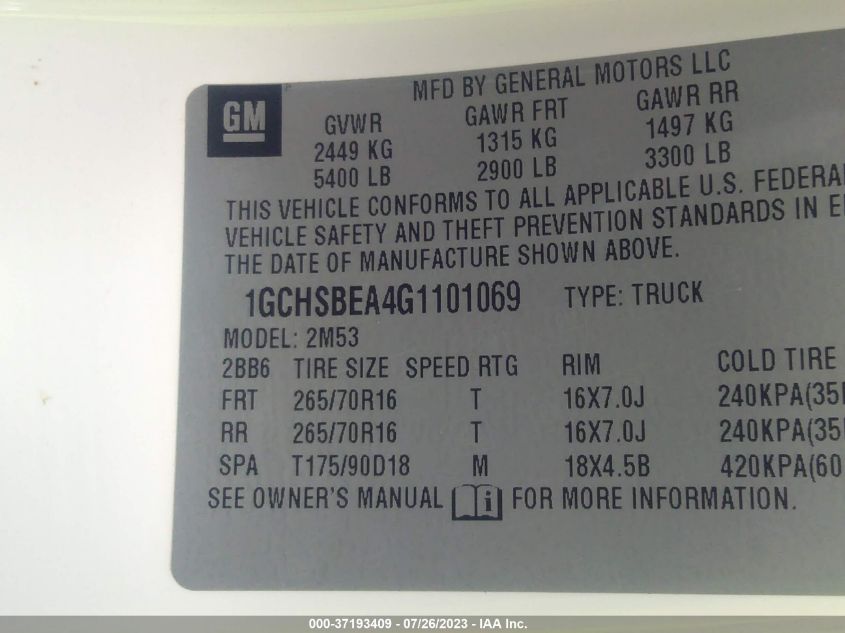 MFD BY GENERAL MOTORS LLC
GM
GVWR GAWR FRT GAWR RR
2449 KG 1315 KG 1497 KG
5400 LB 2900 LB 3300 LB
THIS VEHICLE CONFORMS TO ALL APPLICABLE U.S. FEDERA
VEHICLE SAFETY AND THEFT PREVENTION STANDARDS IN E
THE DATE OF MANUFACTURE SHOWN ABOVE.
1GCHSBEA4G1101069 TYPE: TRUCK
MODEL: 2M53
2BB6 TIRE SIZE SPEED RTG RIM COLD TIRE
FRT 265/70R16 T 16X7.0J 240KPA(35
RR 265/70R16 T 16X7.0J 240KPA(35
SPA T175/90D18 M 18X4.5B 420KPA(60
SEE OWNER'S MANUAL FOR MORE INFORMATION.
000-37193409 - 07/26/2023 - IAA Inc.